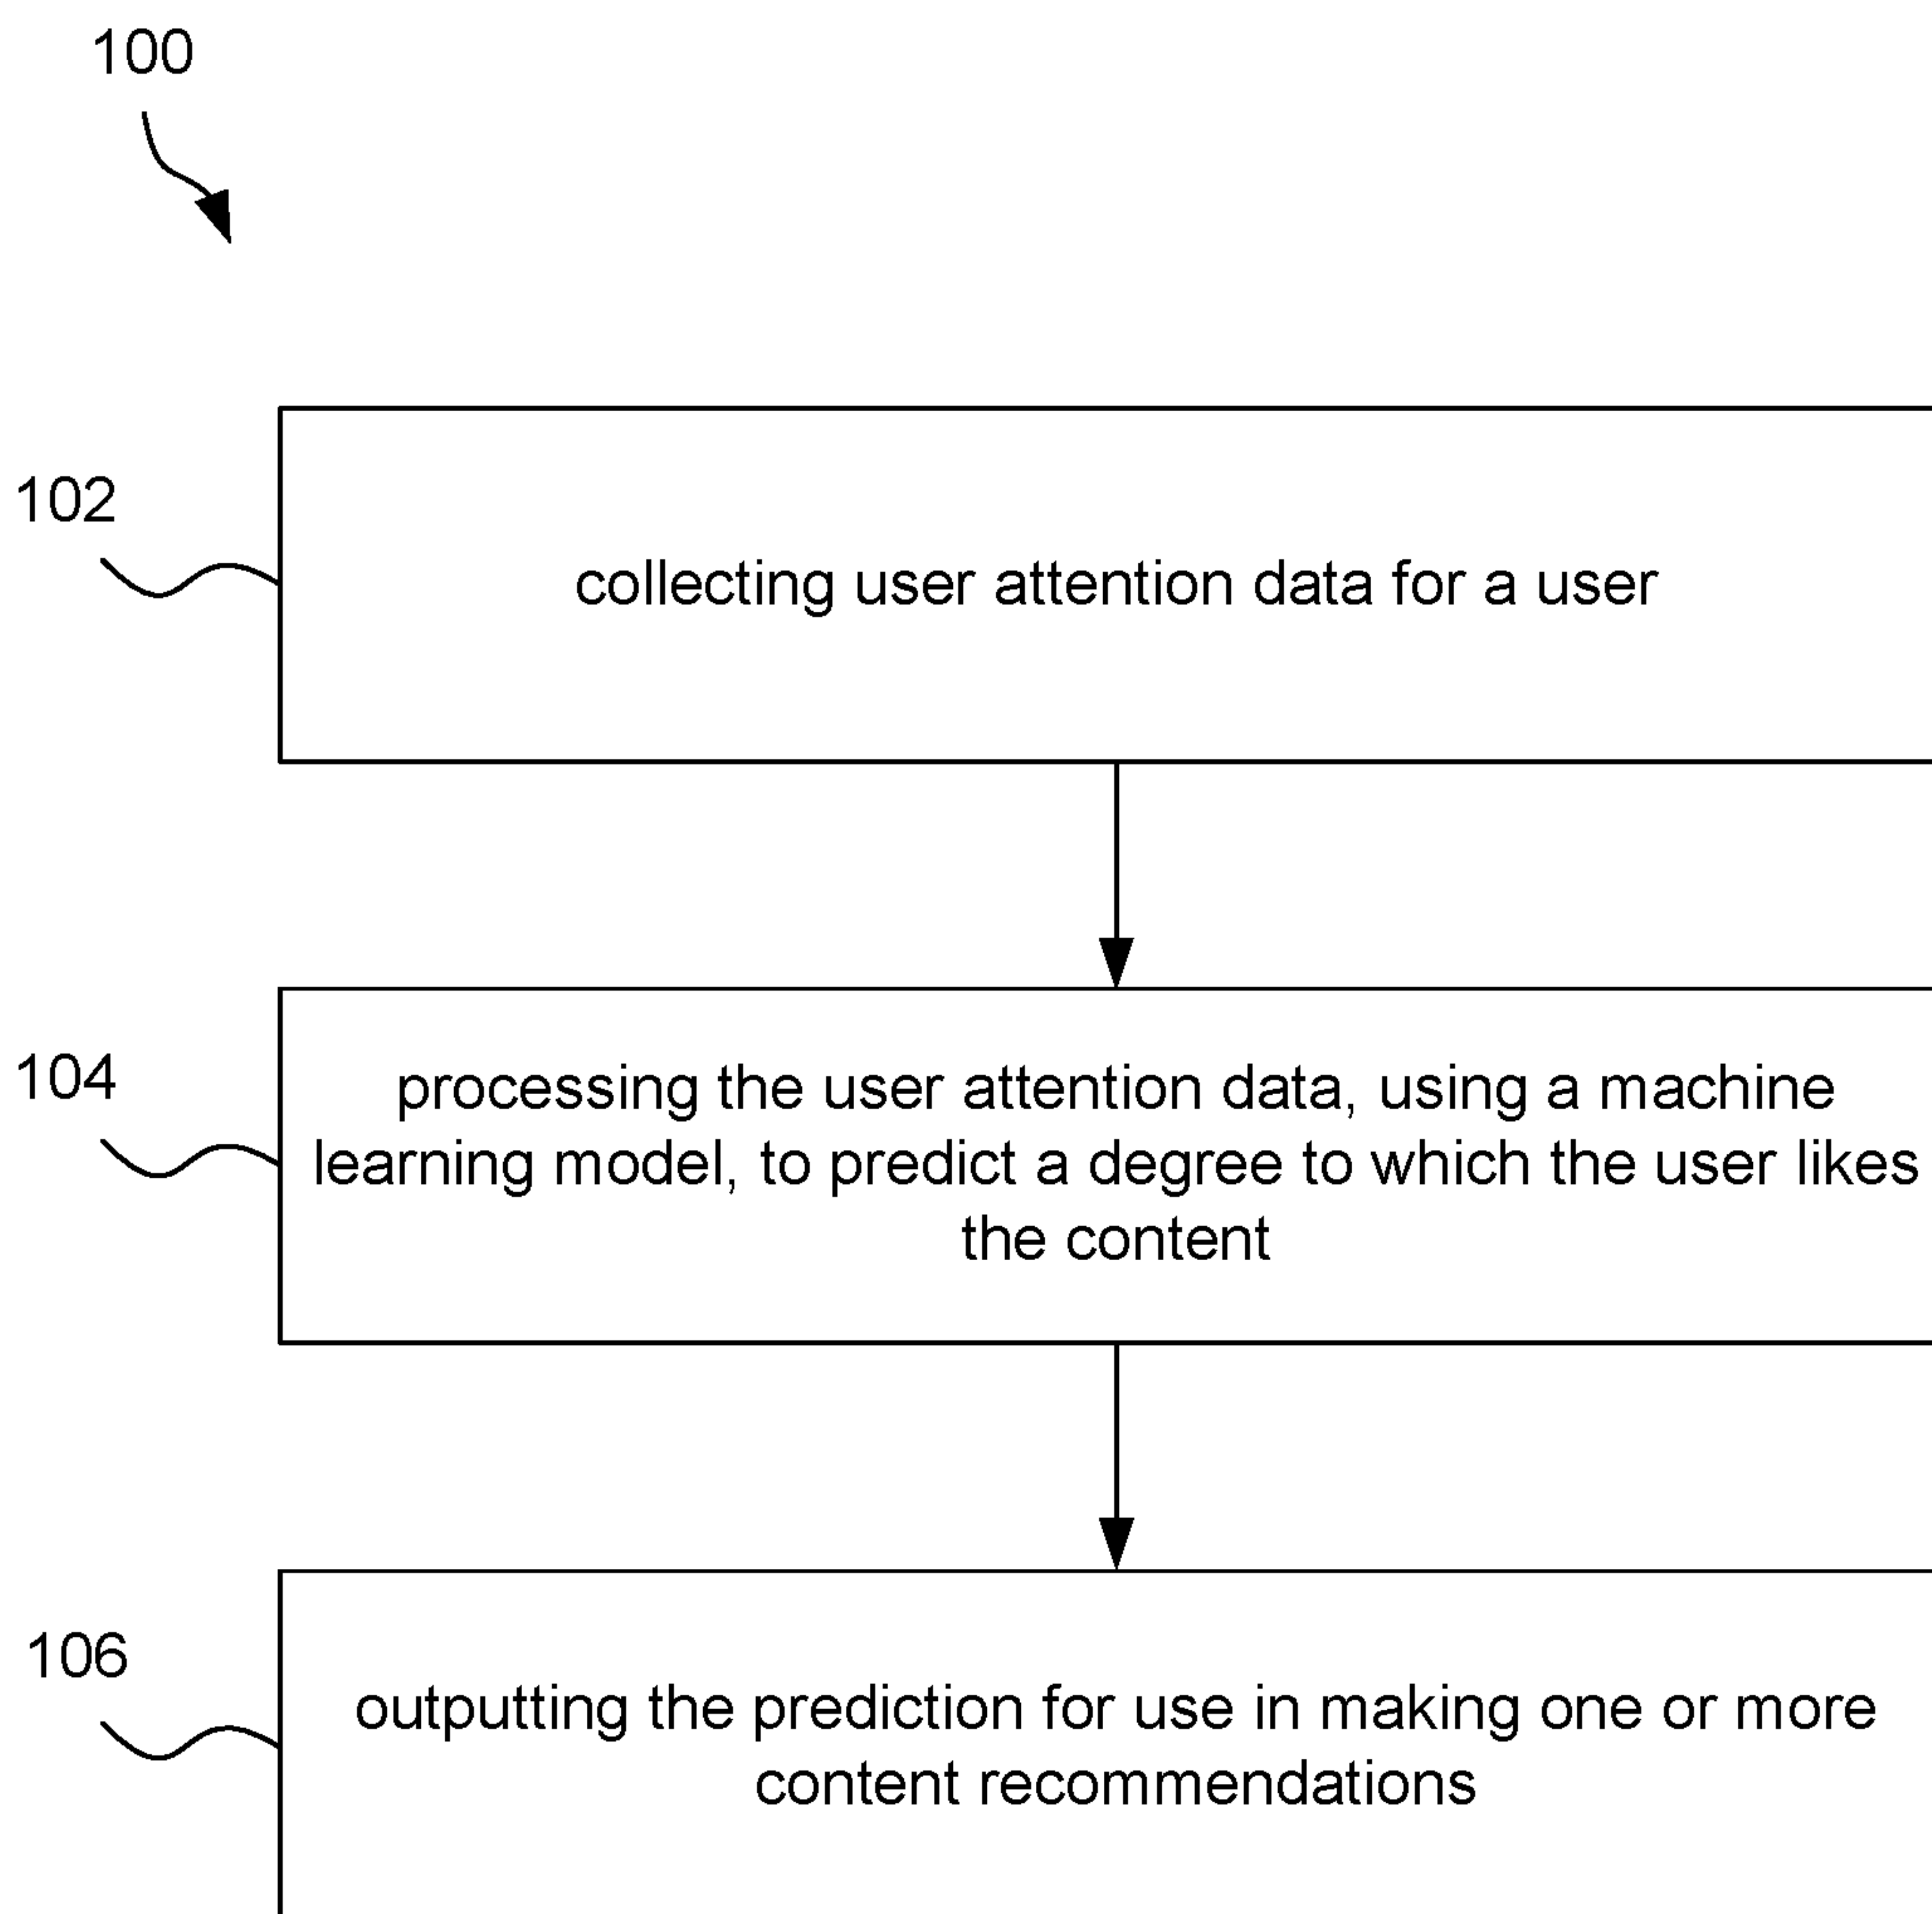 100
102
collecting user attention data for a user
104
processing the user attention data, using a machine
learning model, to predict a degree to which the user likes
the content
106
outputting the prediction for use in making one or more
content recommendations